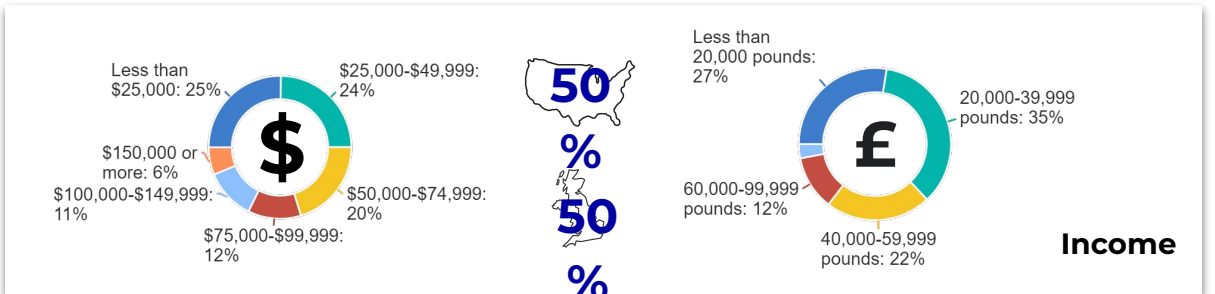 Less than
$25,000: 25%
$25,000-$49,999:
24%
$150,000 or
more: 6%
$100,000-$149,999:
11%
$50,000-$74,999:
20%
$75,000-$99,999:
12%
$
50
%
50
%
Less than
20,000 pounds:
27%
20,000-39,999
pounds: 35%
£
60,000-99,999
pounds: 12%
40,000-59,999
pounds: 22%
Income